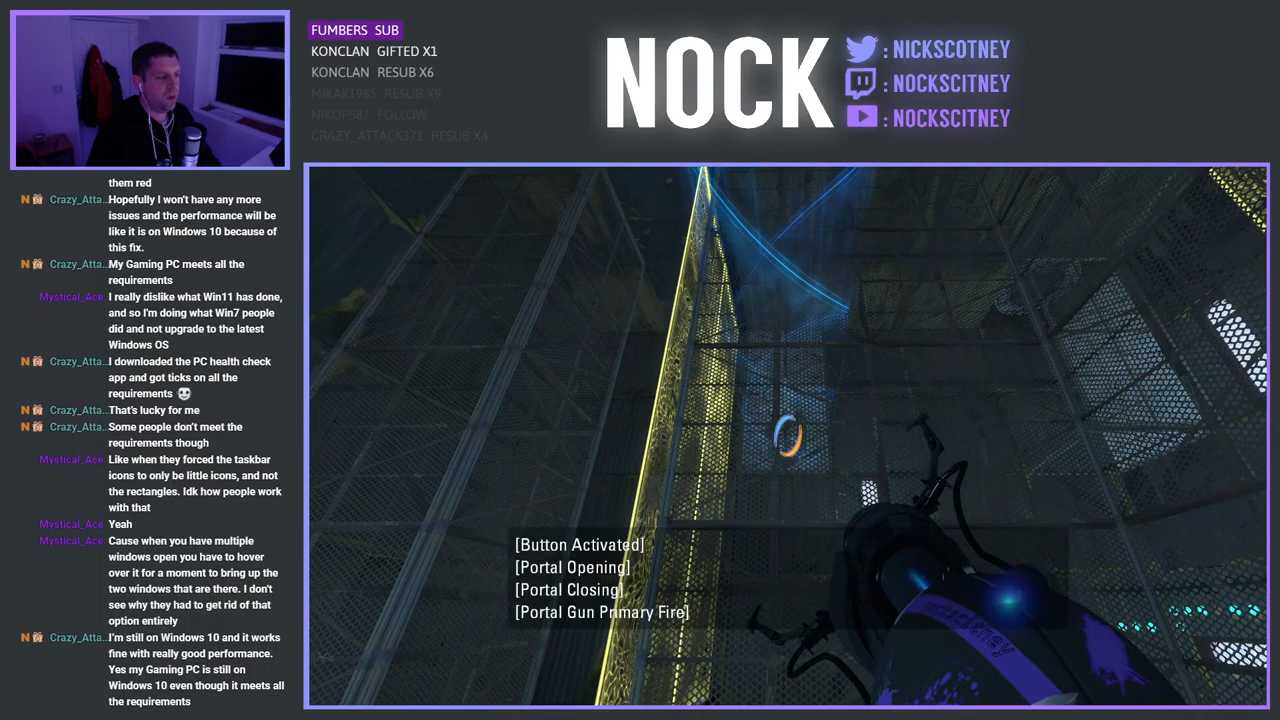 FUMBERS SUB
KONCLAN GIFTED X1
KONCLAN RESUB X6
MIKAK1985 RESUB X9
NIKOP587 FOLLOW
CRAZY_ATTACK371 RESUB X4
NOCK
: NICKSCOTNEY
: NOCKSCITNEY
: NOCKSCITNEY
them red
N Crazy_Atta... Hopefully I won't have any more
issues and the performance will be
like it is on Windows 10 because of
this fix.
N Crazy_Atta... My Gaming PC meets all the
requirements
Mystical_Ace I really dislike what Win11 has done,
and so I'm doing what Win7 people
did and not upgrade to the latest
Windows OS
N Crazy_Atta... I downloaded the PC health check
app and got ticks on all the
requirements
N Crazy_Atta... That's lucky for me
N Crazy_Atta... Some people don't meet the
requirements though
Mystical_Ace Like when they forced the taskbar
icons to only be little icons, and not
the rectangles. Idk how people work
with that
Mystical_Ace Yeah
Mystical_Ace Cause when you have multiple
windows open you have to hover
over it for a moment to bring up the
two windows that are there. I don't
see why they had to get rid of that
option entirely
N Crazy_Atta... I'm still on Windows 10 and it works
fine with really good performance.
Yes my Gaming PC is still on
Windows 10 even though it meets all
the requirements
[Button Activated]
[Portal Opening]
[Portal Closing]
[Portal Gun Primary Fire]